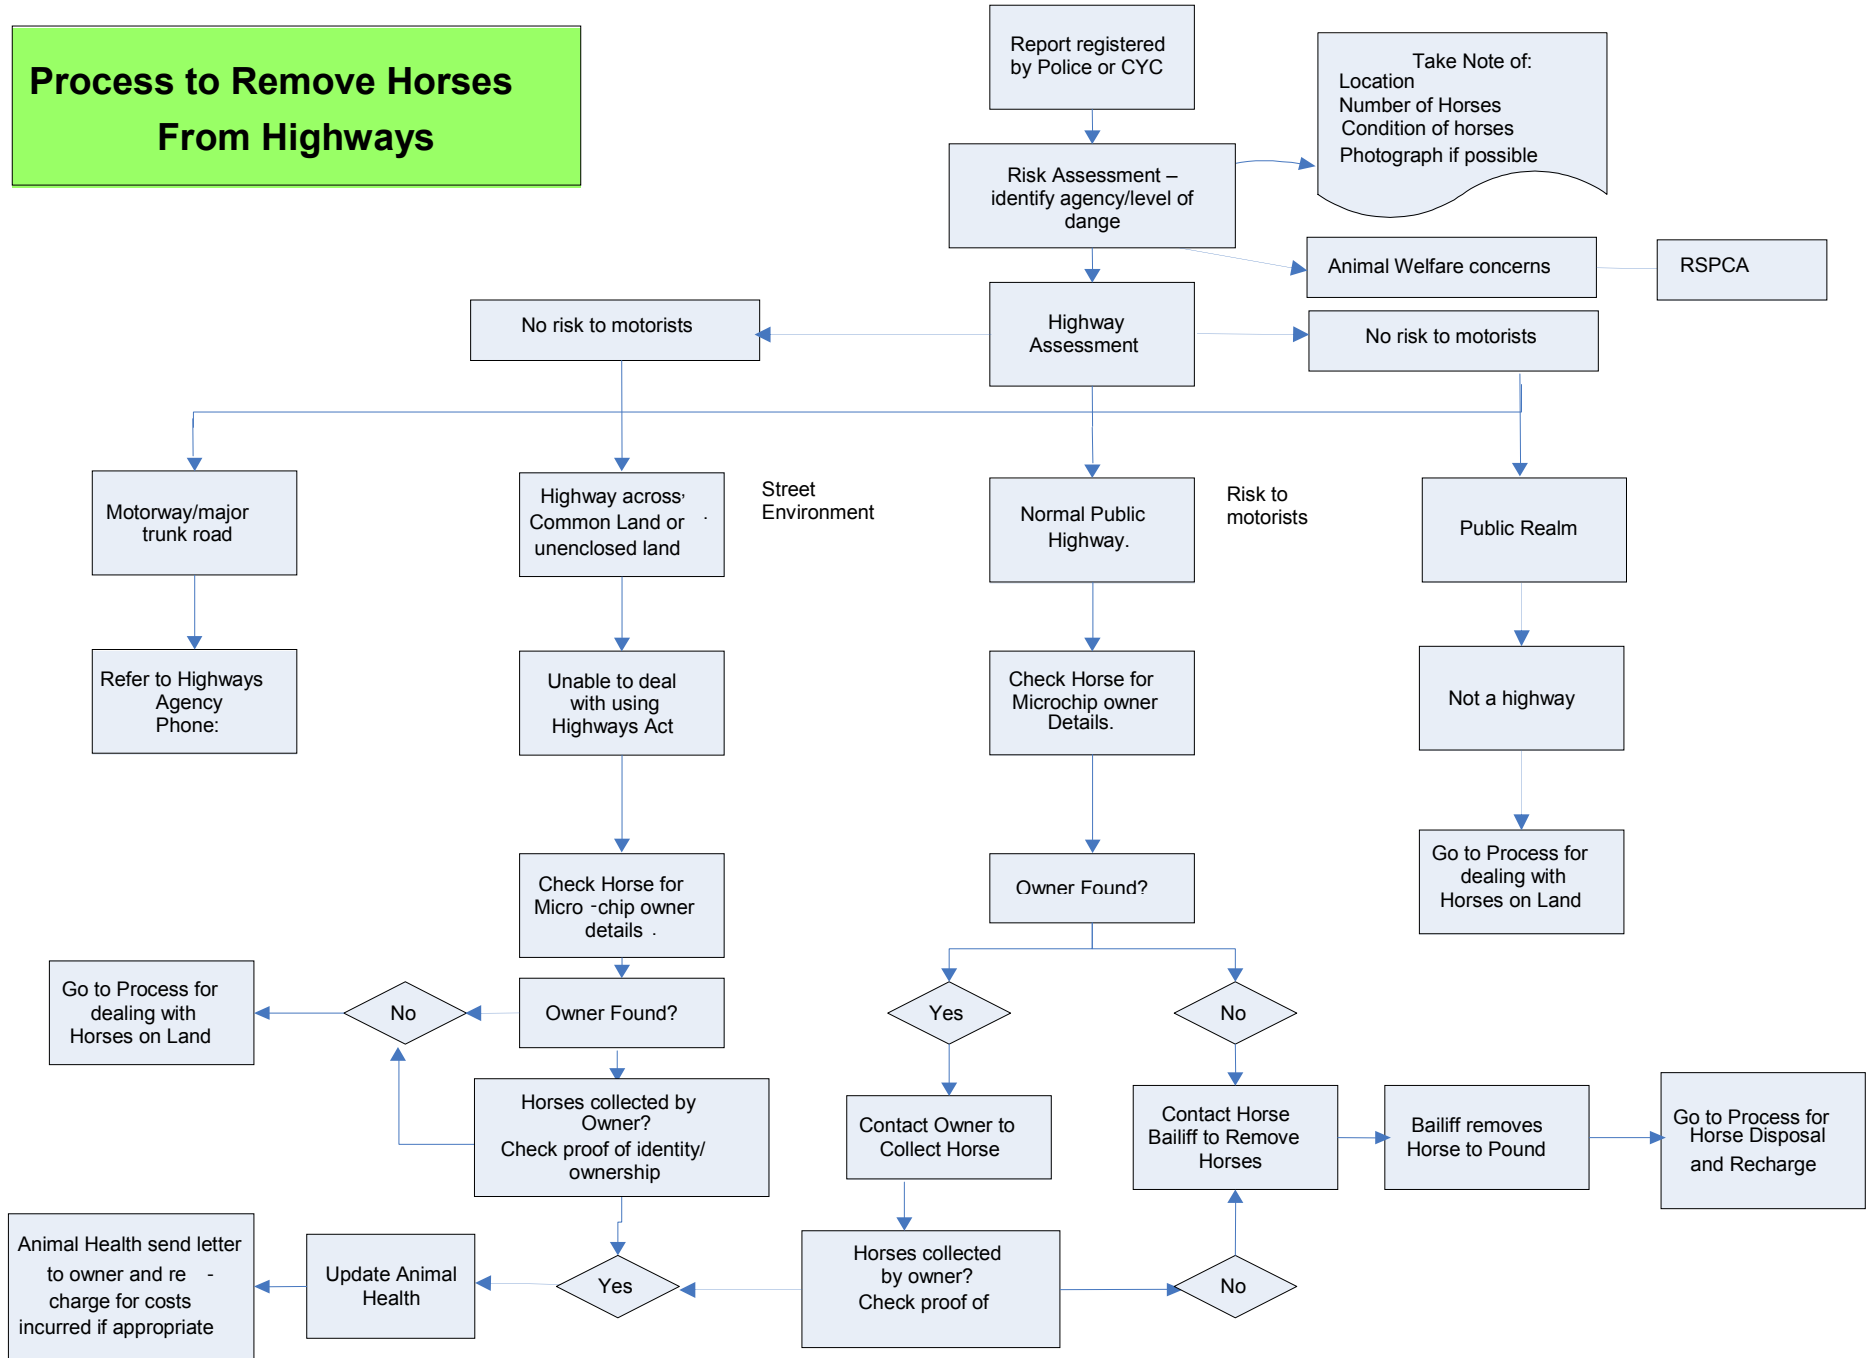 Process to Remove Horses
From Highways
Report registered
by Police or CYC
Take Note of:
Location
Number of Horses
Condition of horses
Photograph if possible
Risk Assessment –
identify agency/level of
dange
Animal Welfare concerns
RSPCA
No risk to motorists
Highway
Assessment
No risk to motorists
Motorway/major
trunk road
Highway across,
Common Land or .
unenclosed land
Street
Environment
Normal Public
Highway.
Risk to
motorists
Public Realm
Refer to Highways
Agency
Phone:
Unable to deal
with using
Highways Act
Check Horse for
Microchip owner
Details.
Not a highway
Check Horse for
Micro -chip owner
details .
Owner Found?
Go to Process for
dealing with
Horses on Land
Go to Process for
dealing with
Horses on Land
No
Owner Found?
Yes
No
Horses collected by
Owner?
Check proof of identity/
ownership
Contact Owner to
Collect Horse
Contact Horse
Bailiff to Remove
Horses
Bailiff removes
Horse to Pound
Go to Process for
Horse Disposal
and Recharge
Animal Health send letter
to owner and re -
charge for costs
incurred if appropriate
Update Animal
Health
Yes
Horses collected
by owner?
Check proof of
No